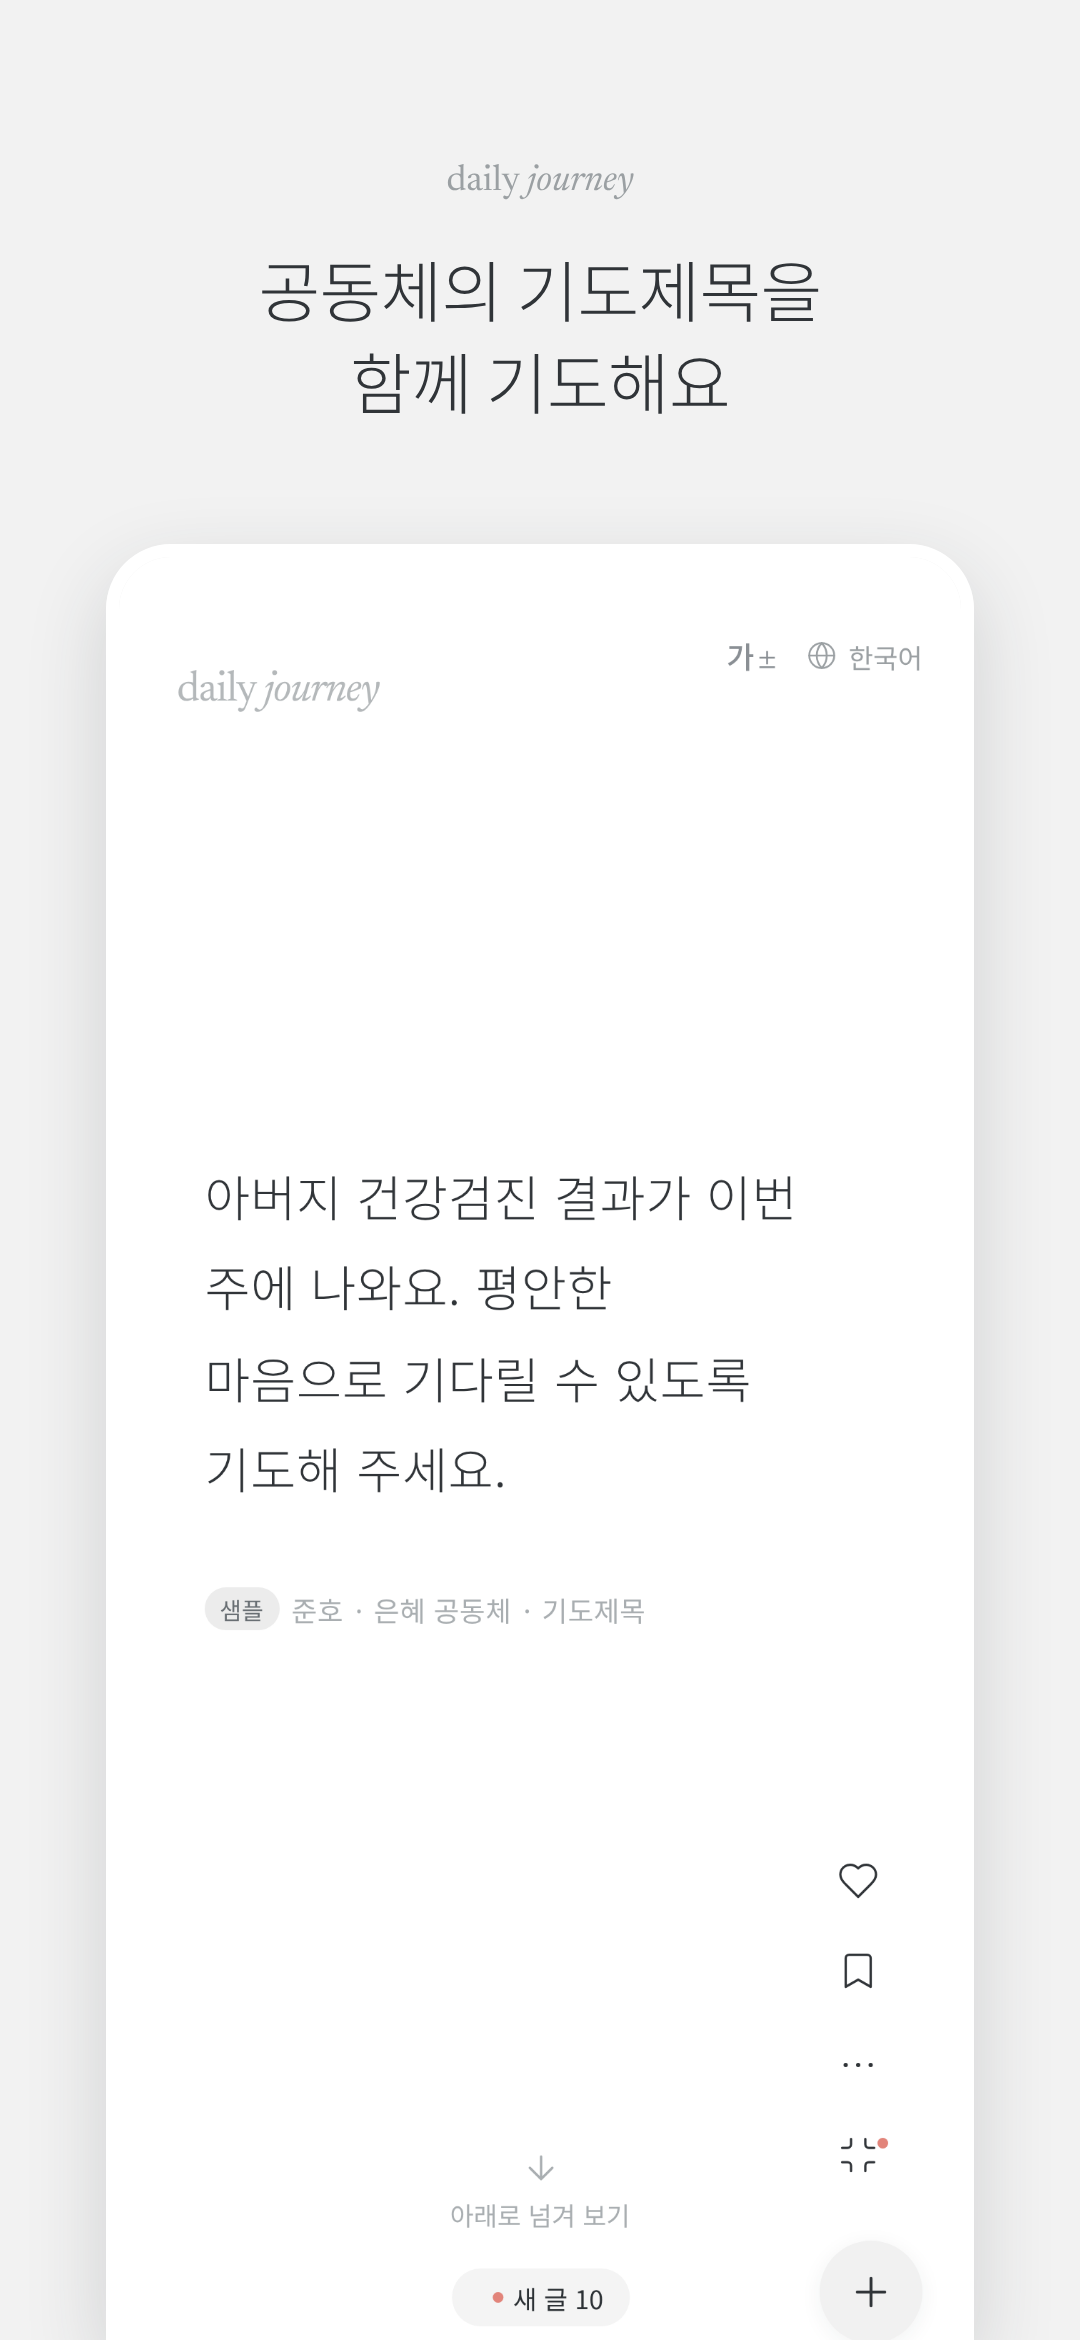 daily journey
공동체의 기도제목을
함께 기도해요
가±
한국어
daily journey
아버지 건강검진 결과가 이번
주에 나와요. 평안한
마음으로 기다릴 수 있도록
기도해 주세요.
샘플 준호 · 은혜 공동체 · 기도제목
아래로 넘겨 보기
새 글 10